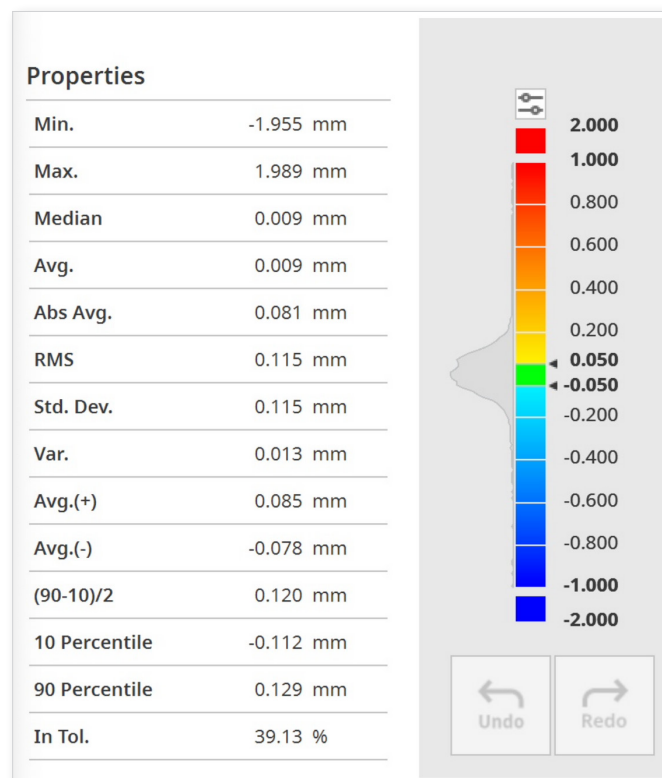 Properties
Min. -1.955 mm
Max. 1.989 mm
Median 0.009 mm
Avg. 0.009 mm
Abs Avg. 0.081 mm
RMS 0.115 mm
Std. Dev. 0.115 mm
Var. 0.013 mm
Avg.(+) 0.085 mm
Avg.(-) -0.078 mm
(90-10)/2 0.120 mm
10 Percentile -0.112 mm
90 Percentile 0.129 mm
In Tol. 39.13 %
2.000
1.000
0.800
0.600
0.400
0.200
0.050
-0.050
-0.200
-0.400
-0.600
-0.800
-1.000
-2.000
Undo Redo